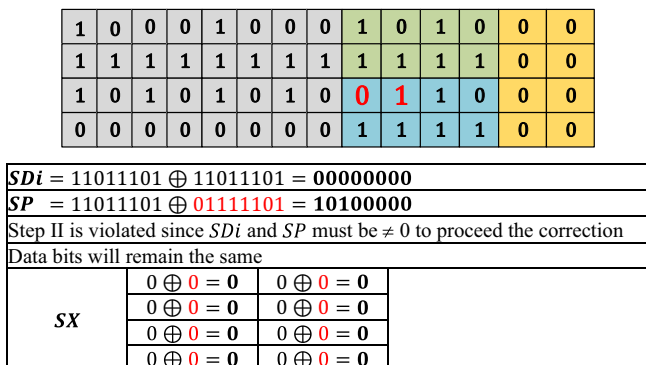 1 0 0 0 1 0 0 0 1 0 1 0 0 0
1 1 1 1 1 1 1 1 1 1 1 1 0 0
1 0 1 0 1 0 1 0 0 1 1 0 0 0
0 0 0 0 0 0 0 0 1 1 1 1 0 0
SDi = 11011101 ⊕ 11011101 = 00000000
SP = 11011101 ⊕ 01111101 = 10100000
Step II is violated since SDi and SP must be ≠ 0 to proceed the correction
Data bits will remain the same
0 ⊕ 0 = 0 0 ⊕ 0 = 0
0 ⊕ 0 = 0 0 ⊕ 0 = 0
SX
0 ⊕ 0 = 0 0 ⊕ 0 = 0
0 ⊕ 0 = 0 0 ⊕ 0 = 0